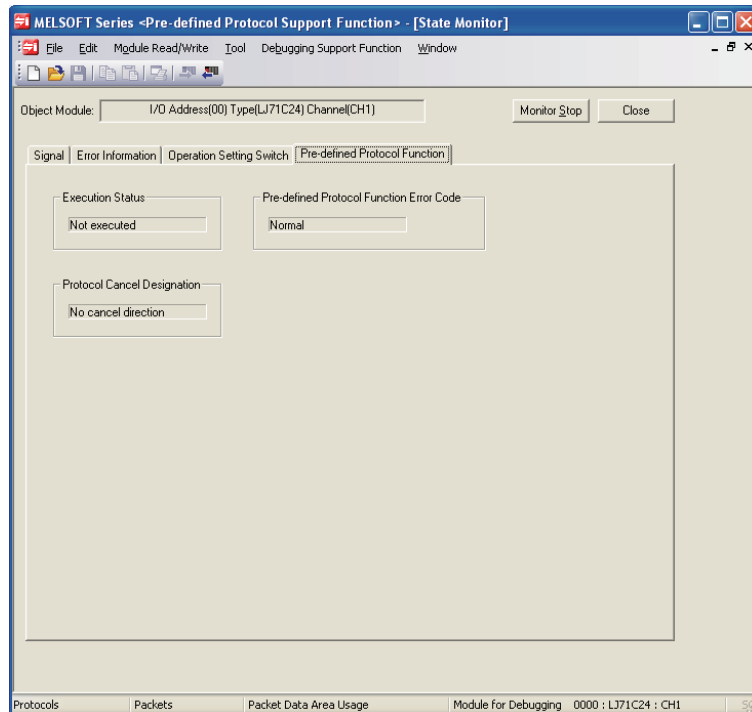 MELSOFT Series <Pre-defined Protocol Support Function> - [State Monitor]
File Edit Module Read/Write Tool Debugging Support Function Window
Object Module: I/O Address(00) Type(LJ71C24) Channel(CH1) Monitor Stop Close
Signal Error Information Operation Setting Switch Pre-defined Protocol Function
Execution Status Pre-defined Protocol Function Error Code
Not executed Normal
Protocol Cancel Designation
No cancel direction
Protocols Packets Packet Data Area Usage Module for Debugging 0000 : LJ71C24 : CH1